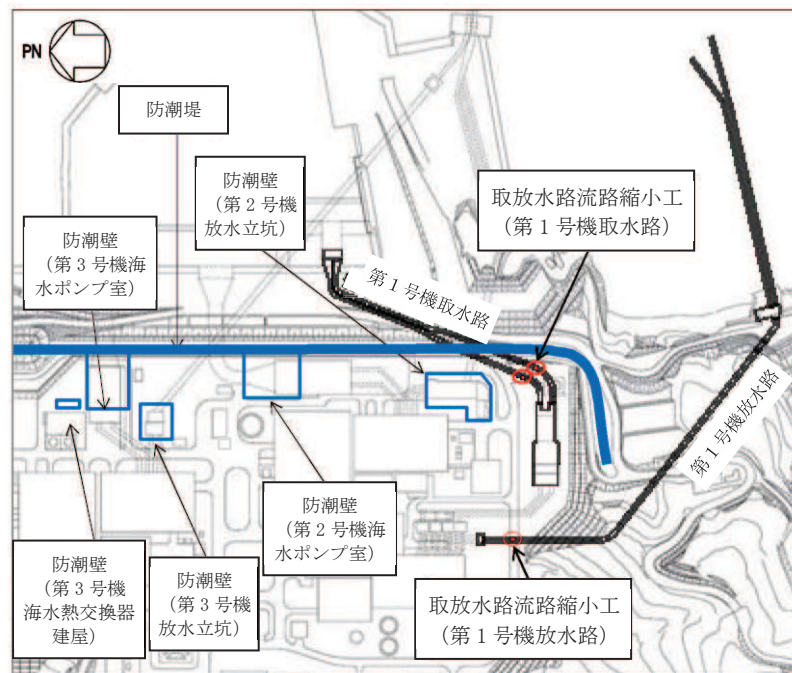 PN
防潮堤
防潮壁
（第２号機
放水立坑）
取放水路流路縮小工
（第１号機取水路）
防潮壁
（第３号機海
水ポンプ室）
第１号機取水路
第１号機放水路
防潮壁
（第３号機
海水熱交換器
建屋）
防潮壁
（第３号機
放水立坑）
防潮壁
（第２号機海
水ポンプ室）
取放水路流路縮小工
（第１号機放水路）